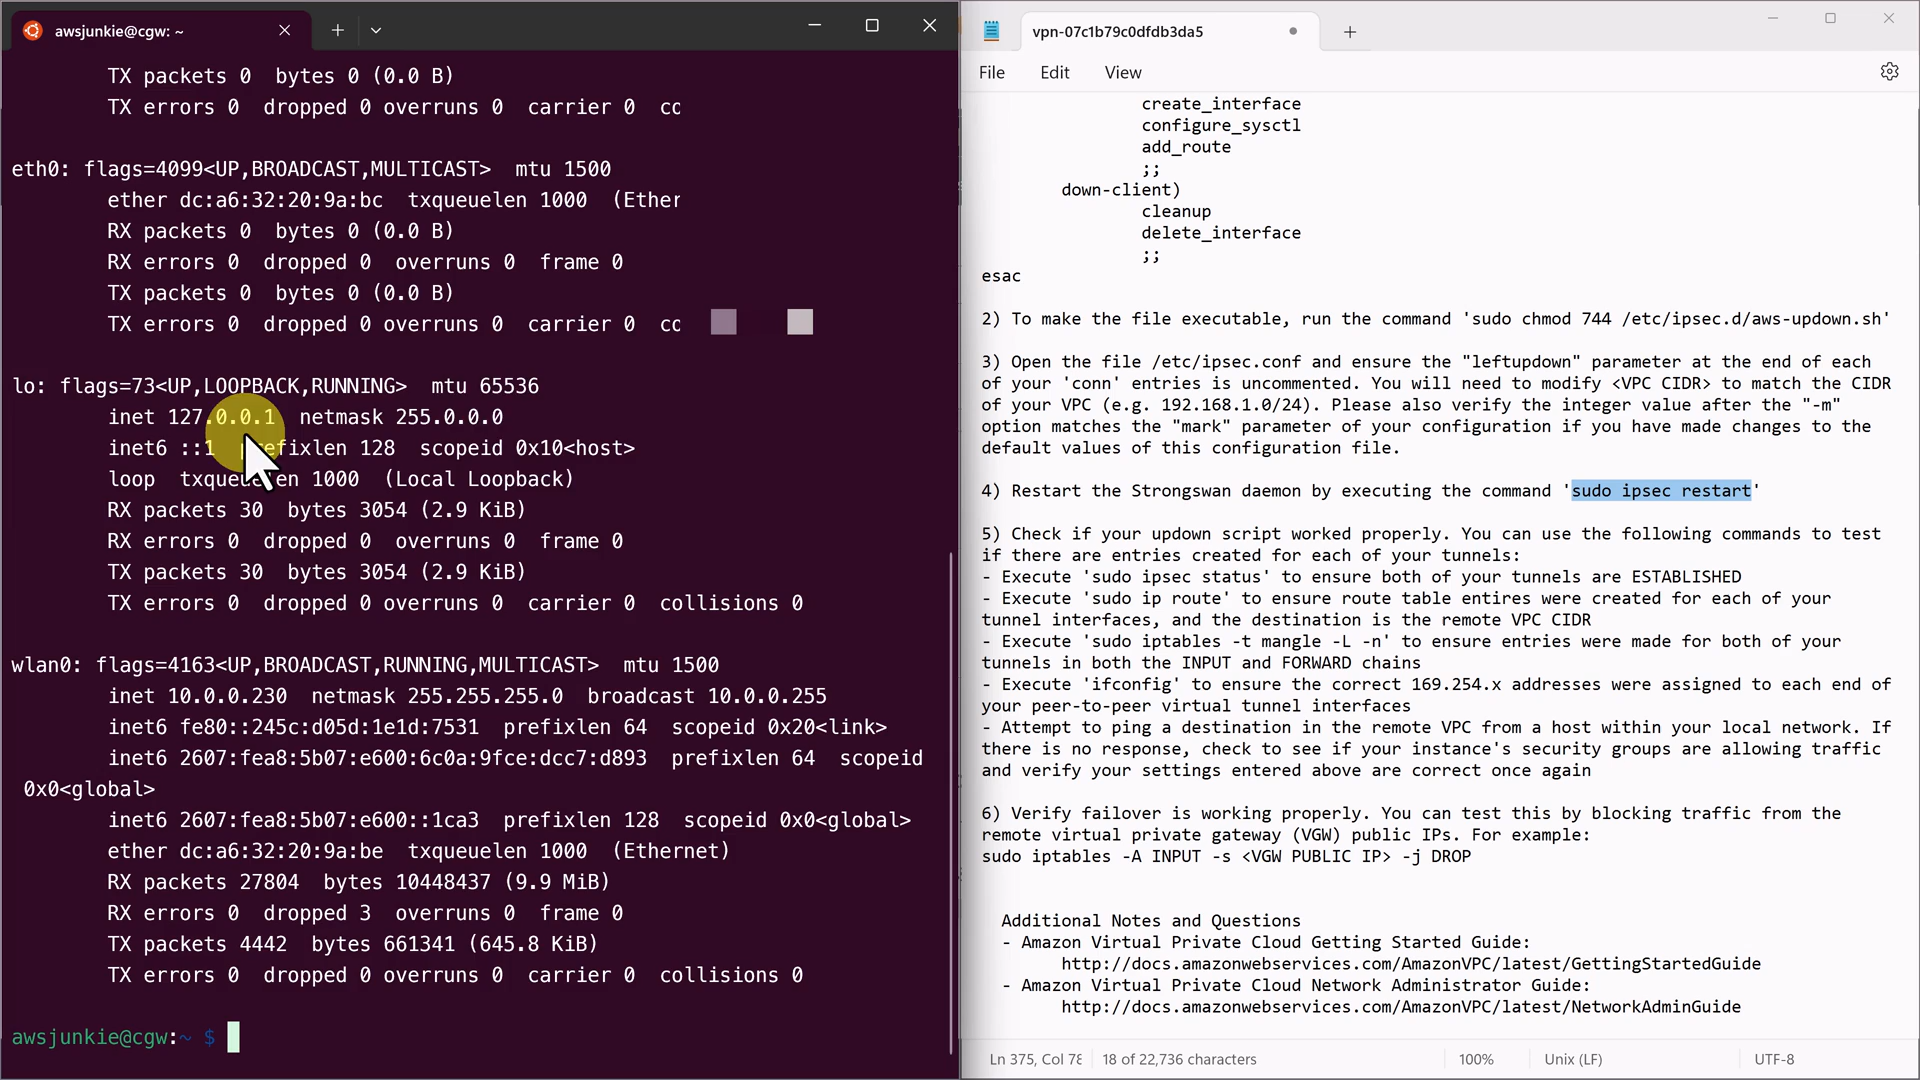 awsjunkie@cgw: ~
TX packets 0  bytes 0 (0.0 B)
TX errors 0  dropped 0 overruns 0  carrier 0  co
eth0: flags=4099<UP,BROADCAST,MULTICAST>  mtu 1500
ether dc:a6:32:20:9a:bc  txqueuelen 1000  (Ether
RX packets 0  bytes 0 (0.0 B)
RX errors 0  dropped 0  overruns 0  frame 0
TX packets 0  bytes 0 (0.0 B)
TX errors 0  dropped 0 overruns 0  carrier 0  co
lo: flags=73<UP,LOOPBACK,RUNNING>  mtu 65536
inet 127.0.0.1  netmask 255.0.0.0
inet6 ::1  prefixlen 128  scopeid 0x10<host>
loop  txqueuelen 1000  (Local Loopback)
RX packets 30  bytes 3054 (2.9 KiB)
RX errors 0  dropped 0  overruns 0  frame 0
TX packets 30  bytes 3054 (2.9 KiB)
TX errors 0  dropped 0 overruns 0  carrier 0  collisions 0
wlan0: flags=4163<UP,BROADCAST,RUNNING,MULTICAST>  mtu 1500
inet 10.0.0.230  netmask 255.255.255.0  broadcast 10.0.0.255
inet6 fe80::245c:d05d:1e1d:7531  prefixlen 64  scopeid 0x20<link>
inet6 2607:fea8:5b07:e600:6c0a:9fce:dcc7:d893  prefixlen 64  scopeid
0x0<global>
inet6 2607:fea8:5b07:e600::1ca3  prefixlen 128  scopeid 0x0<global>
ether dc:a6:32:20:9a:be  txqueuelen 1000  (Ethernet)
RX packets 27804  bytes 10448437 (9.9 MiB)
RX errors 0  dropped 3  overruns 0  frame 0
TX packets 4442  bytes 661341 (645.8 KiB)
TX errors 0  dropped 0 overruns 0  carrier 0  collisions 0
awsjunkie@cgw:~ $
vpn-07c1b79c0dfdb3da5
File Edit View
create_interface
configure_sysctl
add_route
;;
down-client)
cleanup
delete_interface
;;
esac
2) To make the file executable, run the command 'sudo chmod 744 /etc/ipsec.d/aws-updown.sh'
3) Open the file /etc/ipsec.conf and ensure the "leftupdown" parameter at the end of each
of your 'conn' entries is uncommented. You will need to modify <VPC CIDR> to match the CIDR
of your VPC (e.g. 192.168.1.0/24). Please also verify the integer value after the "-m"
option matches the "mark" parameter of your configuration if you have made changes to the
default values of this configuration file.
4) Restart the Strongswan daemon by executing the command 'sudo ipsec restart'
5) Check if your updown script worked properly. You can use the following commands to test
if there are entries created for each of your tunnels:
- Execute 'sudo ipsec status' to ensure both of your tunnels are ESTABLISHED
- Execute 'sudo ip route' to ensure route table entires were created for each of your
tunnel interfaces, and the destination is the remote VPC CIDR
- Execute 'sudo iptables -t mangle -L -n' to ensure entries were made for both of your
tunnels in both the INPUT and FORWARD chains
- Execute 'ifconfig' to ensure the correct 169.254.x addresses were assigned to each end of
your peer-to-peer virtual tunnel interfaces
- Attempt to ping a destination in the remote VPC from a host within your local network. If
there is no response, check to see if your instance's security groups are allowing traffic
and verify your settings entered above are correct once again
6) Verify failover is working properly. You can test this by blocking traffic from the
remote virtual private gateway (VGW) public IPs. For example:
sudo iptables -A INPUT -s <VGW PUBLIC IP> -j DROP
Additional Notes and Questions
- Amazon Virtual Private Cloud Getting Started Guide:
http://docs.amazonwebservices.com/AmazonVPC/latest/GettingStartedGuide
- Amazon Virtual Private Cloud Network Administrator Guide:
http://docs.amazonwebservices.com/AmazonVPC/latest/NetworkAdminGuide
Ln 375, Col 78 18 of 22,736 characters 100% Unix (LF) UTF-8